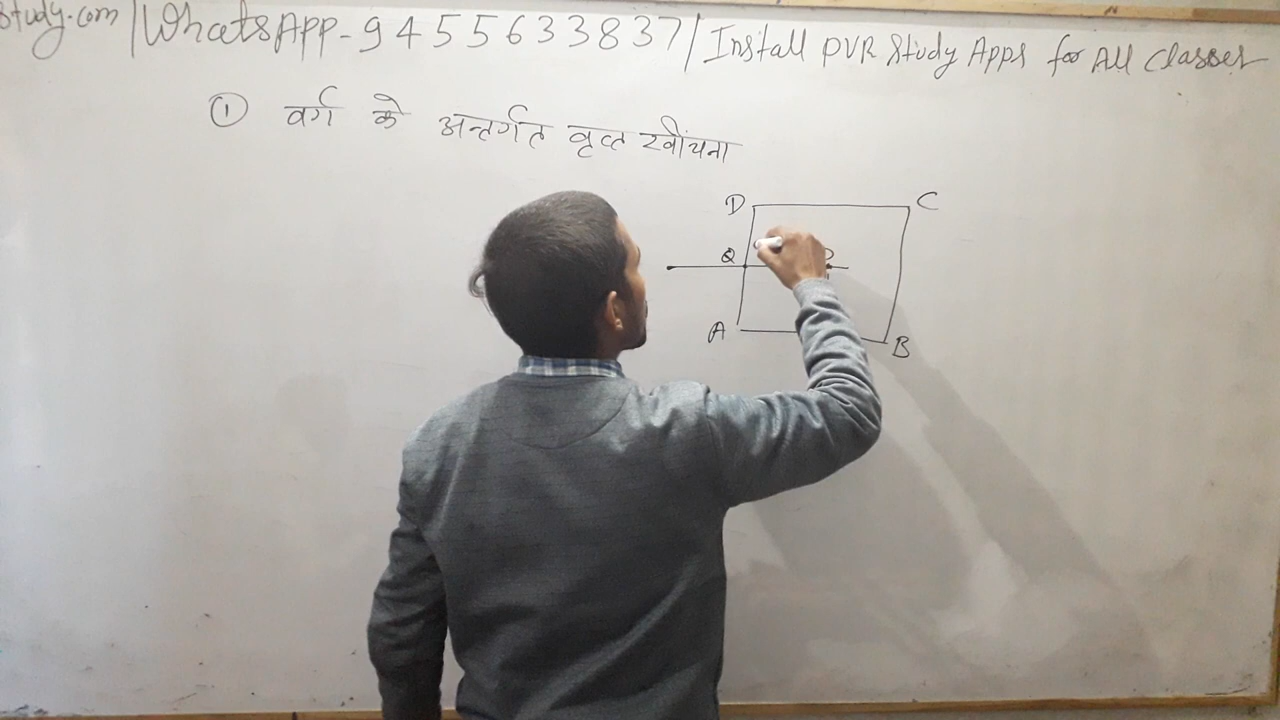 Study.com/WhatsApp-9455633837/Install PVR Study Apps for All Classes
① वर्ग के अन्तर्गत वृत्त खींचना
D C
Q
A B